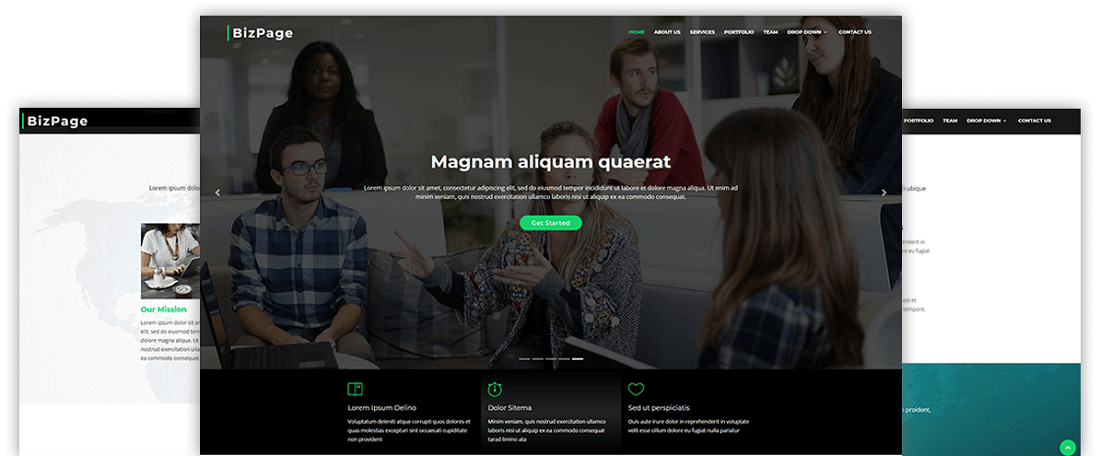 BizPage
HOME ABOUT US SERVICES PORTFOLIO TEAM DROP DOWN CONTACT US
Magnam aliquam quaerat
Lorem ipsum dolor sit amet, consectetur adipiscing elit, sed do eiusmod tempor incididunt ut labore et dolore magna aliqua. Ut enim ad
minim veniam, quis nostrud exercitation ullamco laboris nisi ut aliquip ex ea commodo consequat.
Get Started
Lorem Ipsum Delino
Voluptatum deleniti atque corrupti quos dolores et
quas molestias excepturi sint occaecati cupiditate
non provident
Dolor Sitema
Minim veniam, quis nostrud exercitation ullamco
laboris nisi ut aliquip ex ea commodo consequat
tarad limino ata
Sed ut perspiciatis
Duis aute irure dolor in reprehenderit in voluptate
velit esse cillum dolore eu fugiat nulla pariatur
BizPage
Lorem ipsum dolo
Our Mission
Lorem ipsum dolor sit am
elit, sed do eiusmod tem
dolore magna aliqua. Ut
nostrud exercitation ulla
ea commodo consequat.
PORTFOLIO TEAM DROP DOWN CONTACT US
ubique
henderit in
re eu fugiat
est et
tempore.
n proident,